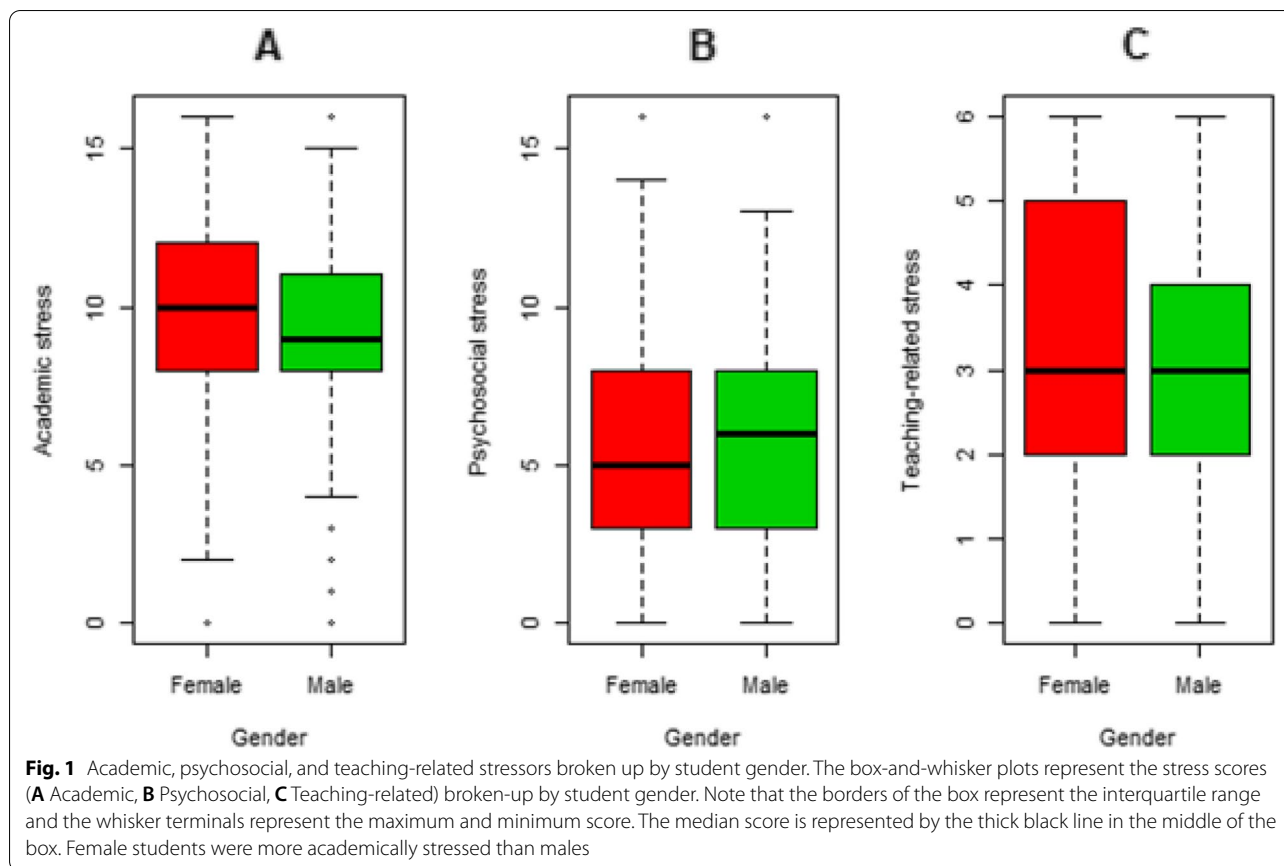 A
B
C
Academic stress
15
10
5
0
Female Male
Gender
Psychosocial stress
15
10
5
0
Female Male
Gender
Teaching-related stress
6
5
4
3
2
1
0
Female Male
Gender
Fig. 1 Academic, psychosocial, and teaching-related stressors broken up by student gender. The box-and-whisker plots represent the stress scores
(A Academic, B Psychosocial, C Teaching-related) broken-up by student gender. Note that the borders of the box represent the interquartile range
and the whisker terminals represent the maximum and minimum score. The median score is represented by the thick black line in the middle of the
box. Female students were more academically stressed than males